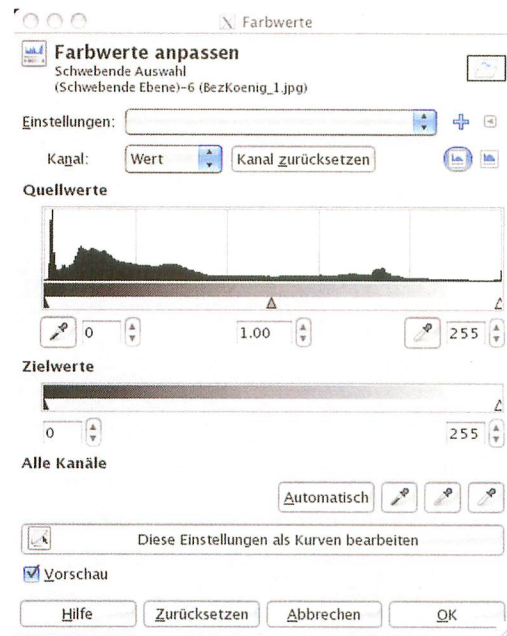 X Farbwerte
Farbwerte anpassen
Schwebende Auswahl
(Schwebende Ebene)-6 (BezKoenig_1.jpg)
Einstellungen:
Kanal: Wert Kanal zurücksetzen
Quellwerte
0 1.00 255
Zielwerte
0 255
Alle Kanäle
Automatisch
Diese Einstellungen als Kurven bearbeiten
Vorschau
Hilfe Zurücksetzen Abbrechen OK